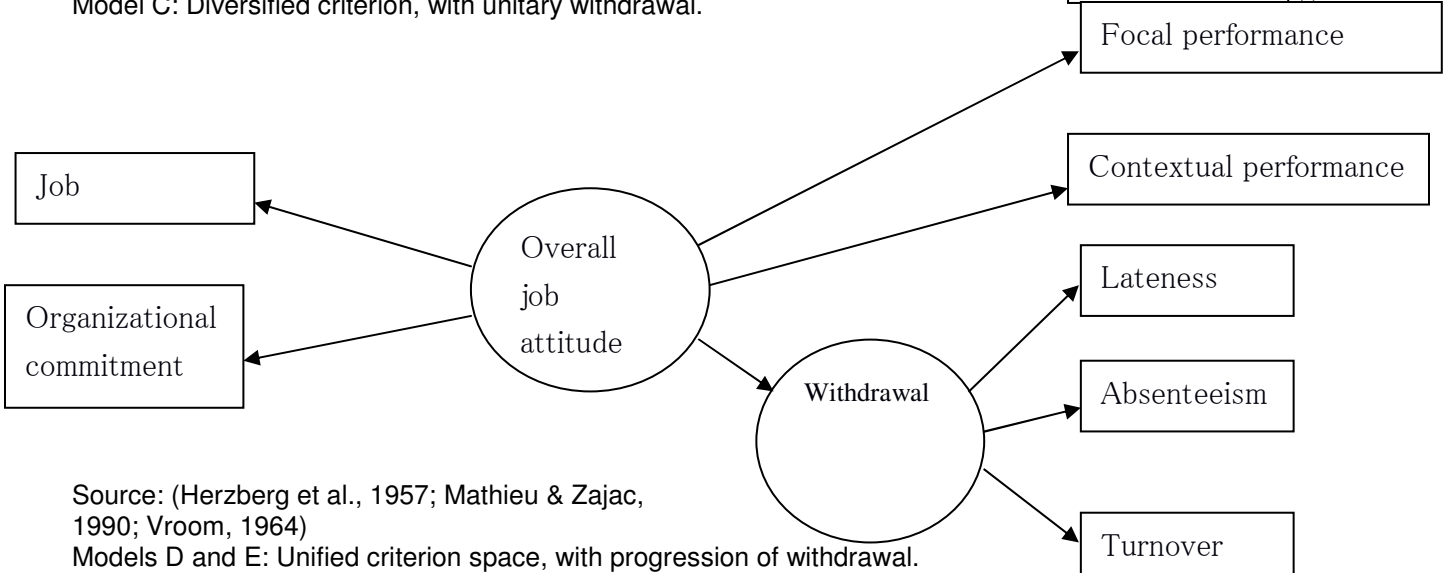 Model C: Diversified criterion, with unitary withdrawal.
Focal performance
Contextual performance
Job
Overall
job
attitude
Lateness
Organizational
commitment
Withdrawal
Absenteeism
Source: (Herzberg et al., 1957; Mathieu & Zajac,
1990; Vroom, 1964)
Turnover
Models D and E: Unified criterion space, with progression of withdrawal.